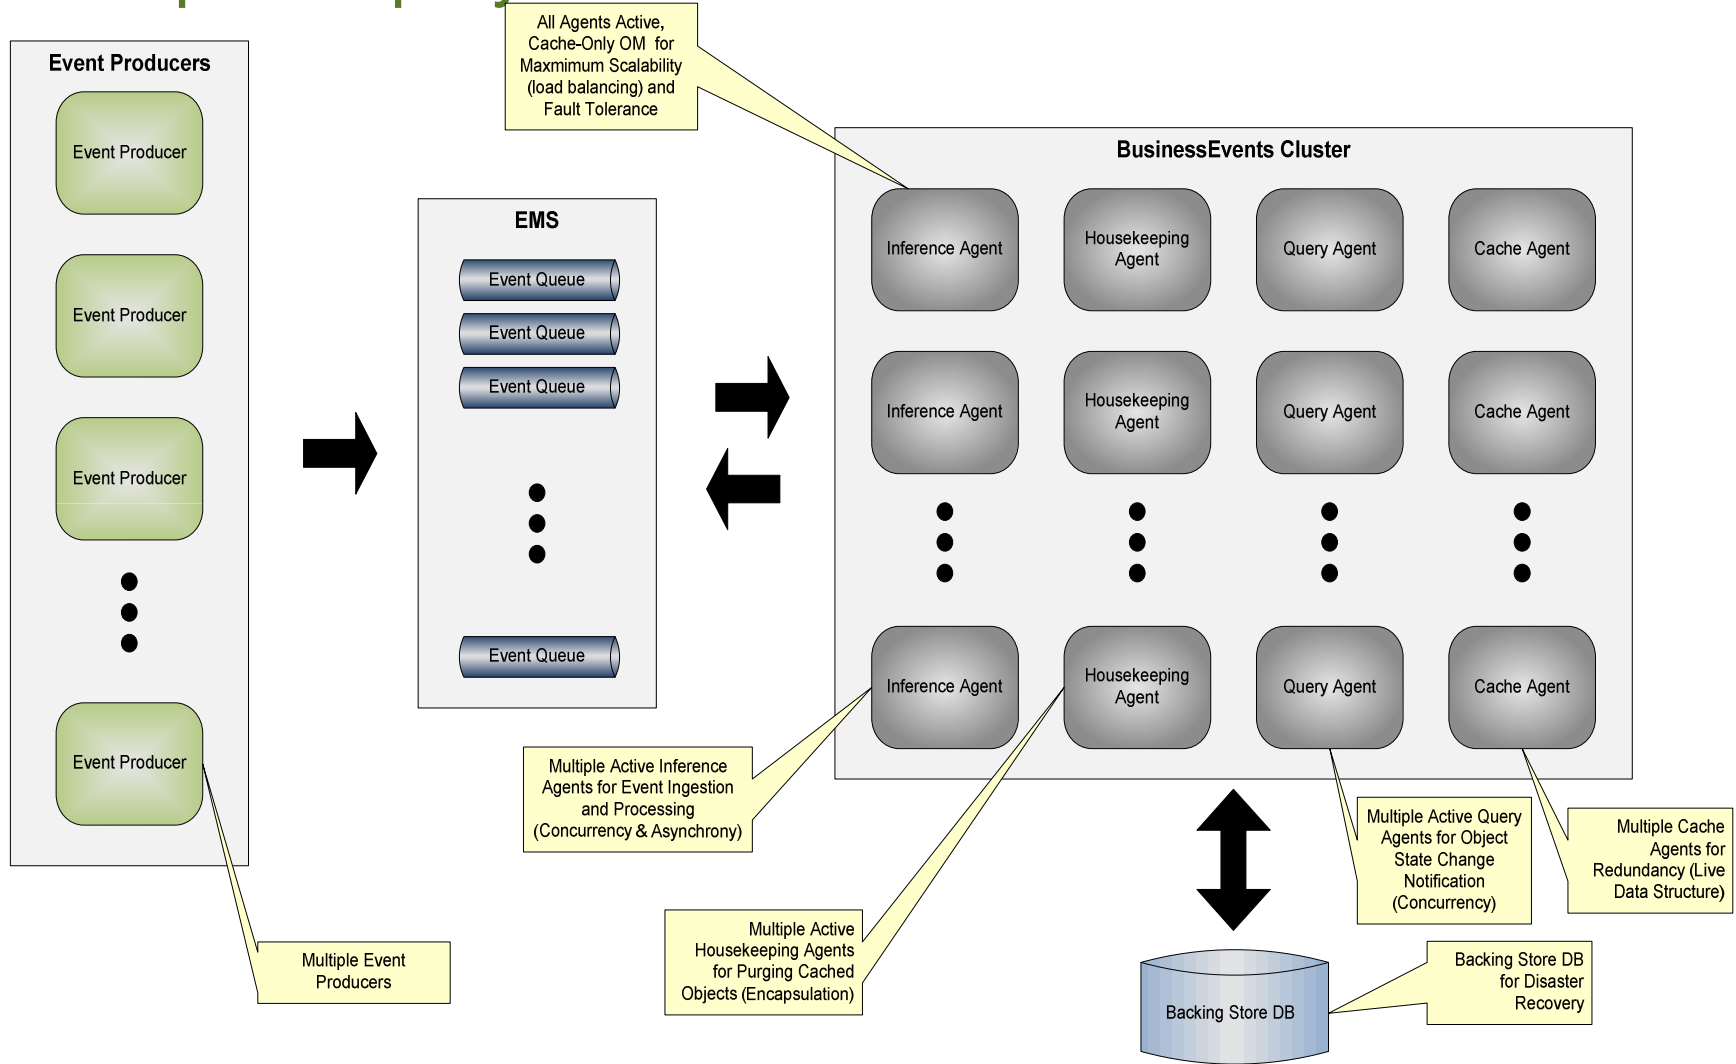 All Agents Active,
Cache-Only OM for
Maxmimum Scalability
(load balancing) and
Fault Tolerance
Event Producers
Event Producer
Event Producer
Event Producer
Event Producer
Multiple Event
Producers
EMS
Event Queue
Event Queue
Event Queue
Event Queue
BusinessEvents Cluster
Inference Agent
Housekeeping
Agent
Query Agent
Cache Agent
Inference Agent
Housekeeping
Agent
Query Agent
Cache Agent
Inference Agent
Housekeeping
Agent
Query Agent
Cache Agent
Multiple Active Inference
Agents for Event Ingestion
and Processing
(Concurrency & Asynchrony)
Multiple Active
Housekeeping Agents
for Purging Cached
Objects (Encapsulation)
Multiple Active Query
Agents for Object
State Change
Notification
(Concurrency)
Multiple Cache
Agents for
Redundancy (Live
Data Structure)
Backing Store DB
Backing Store DB
for Disaster
Recovery